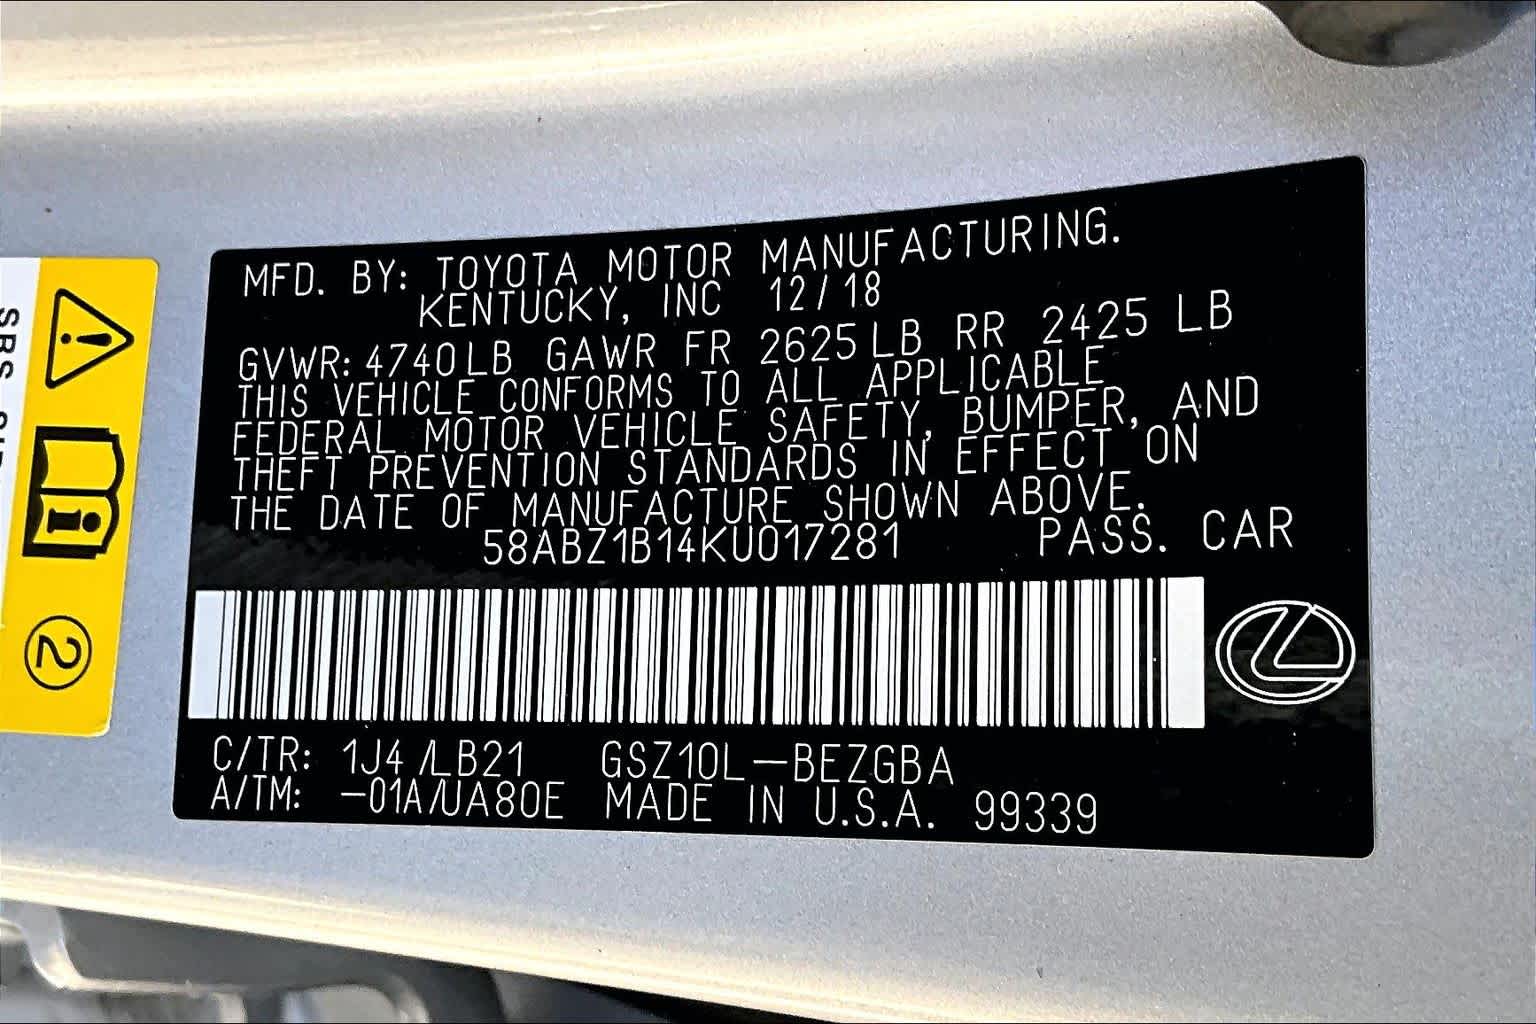 MFD. BY: TOYOTA MOTOR MANUFACTURING.
KENTUCKY, INC 12/18
GVWR: 4740LB GAWR FR 2625LB RR 2425 LB
THIS VEHICLE CONFORMS TO ALL APPLICABLE
FEDERAL MOTOR VEHICLE SAFETY, BUMPER, AND
THEFT PREVENTION STANDARDS IN EFFECT ON
THE DATE OF MANUFACTURE SHOWN ABOVE.
58ABZ1B14KU017281 PASS. CAR
C/TR: 1J4 /LB21 GSZ10L-BEZGBA
A/TM: -01A/UA80E MADE IN U.S.A. 99339
SRS
2